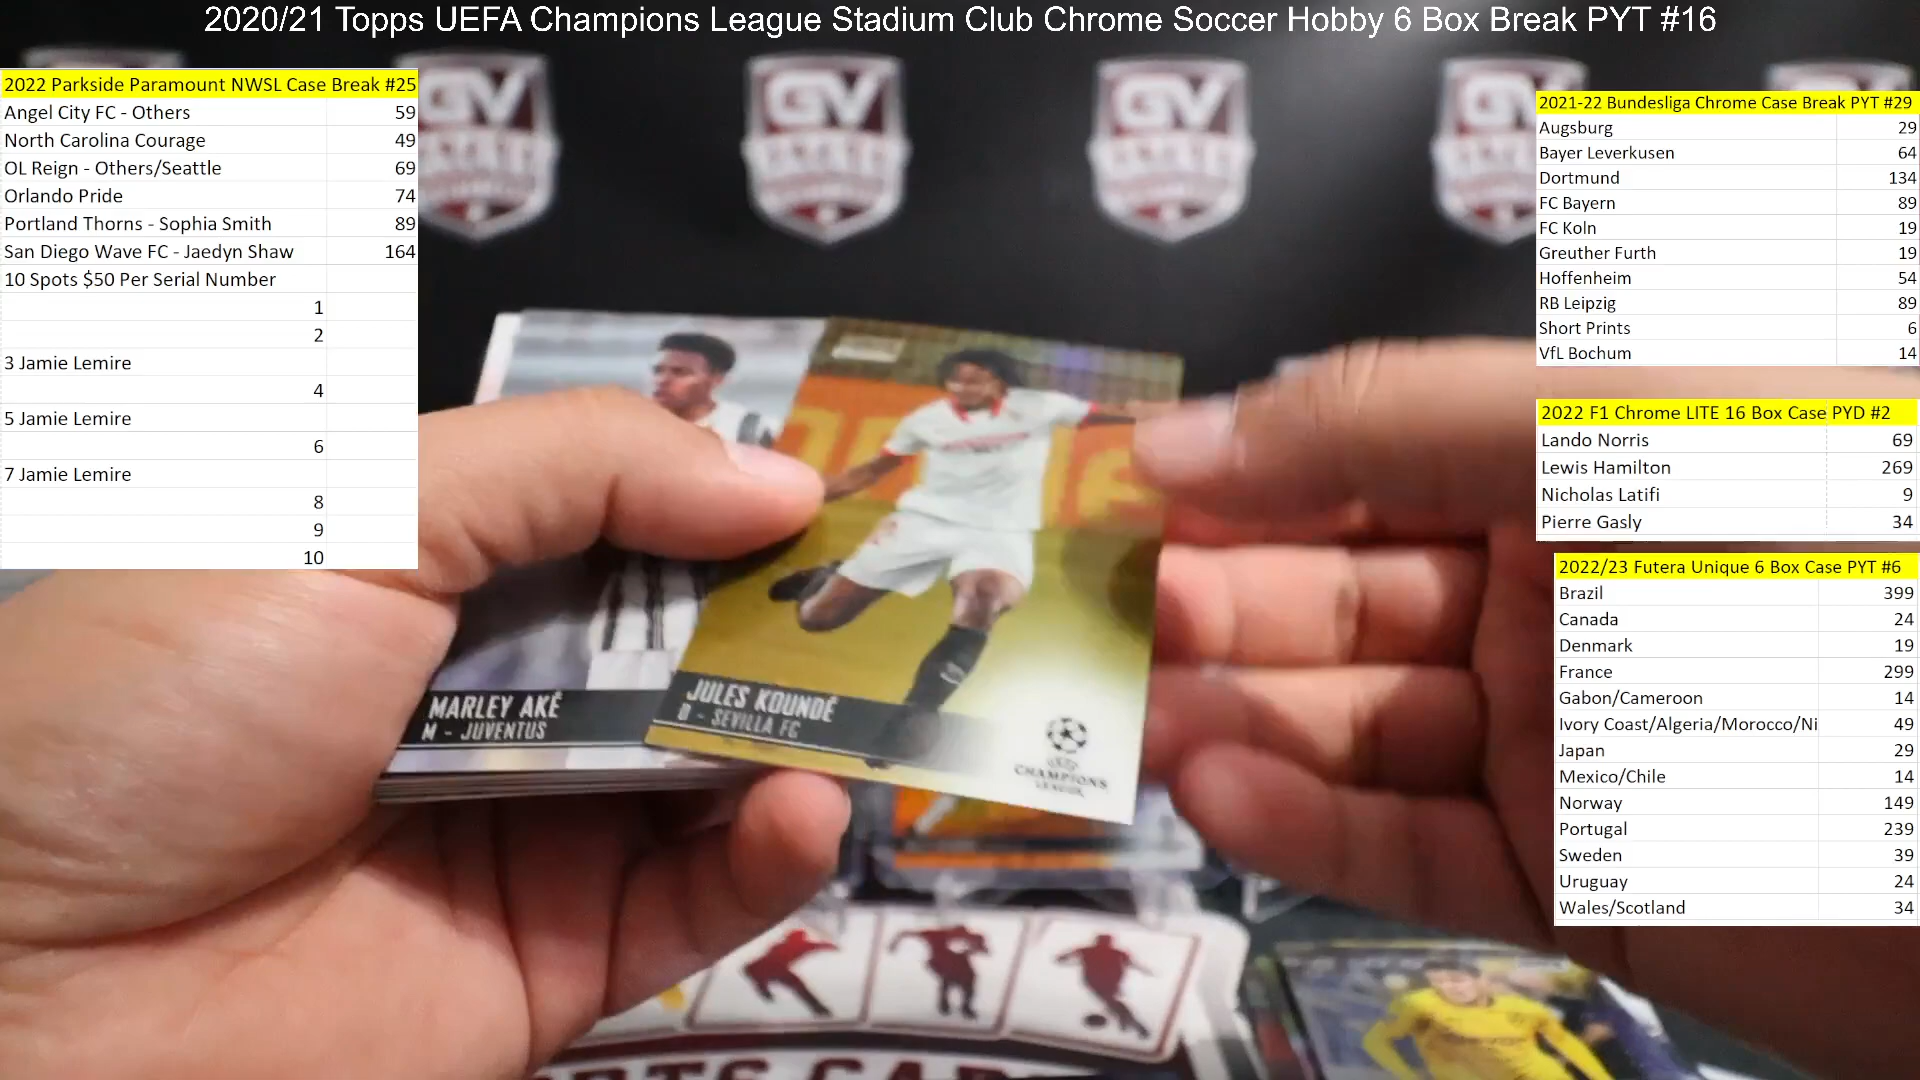 2020/21 Topps UEFA Champions League Stadium Club Chrome Soccer Hobby 6 Box Break PYT #16
2022 Parkside Paramount NWSL Case Break #25
Angel City FC - Others 59
North Carolina Courage 49
OL Reign - Others/Seattle 69
Orlando Pride 74
Portland Thorns - Sophia Smith 89
San Diego Wave FC - Jaedyn Shaw 164
10 Spots $50 Per Serial Number
1
2
3 Jamie Lemire
4
5 Jamie Lemire
6
7 Jamie Lemire
8
9
10
2021-22 Bundesliga Chrome Case Break PYT #29
Augsburg 29
Bayer Leverkusen 64
Dortmund 134
FC Bayern 89
FC Koln 19
Greuther Furth 19
Hoffenheim 54
RB Leipzig 89
Short Prints 6
VfL Bochum 14
2022 F1 Chrome LITE 16 Box Case PYD #2
Lando Norris 69
Lewis Hamilton 269
Nicholas Latifi 9
Pierre Gasly 34
2022/23 Futera Unique 6 Box Case PYT #6
Brazil 399
Canada 24
Denmark 19
France 299
Gabon/Cameroon 14
Ivory Coast/Algeria/Morocco/Ni 49
Japan 29
Mexico/Chile 14
Norway 149
Portugal 239
Sweden 39
Uruguay 24
Wales/Scotland 34
GV
GV
GV
GV
MARLEY AKÉ
M - JUVENTUS
JULES KOUNDÉ
D - SEVILLA FC
UEFA
CHAMPIONS
LEAGUE